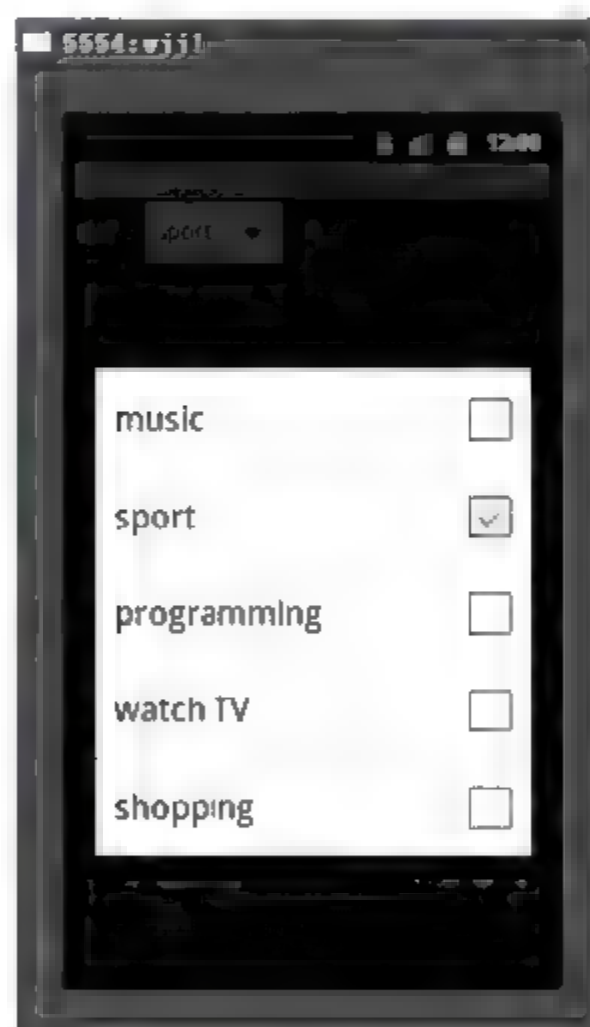 5554:wjjl
12:00
sport
music
sport
programming
watch TV
shopping